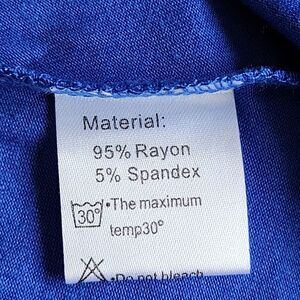 Material:
95% Rayon
5% Spandex
30° •The maximum
temp30°
•Do not bleach